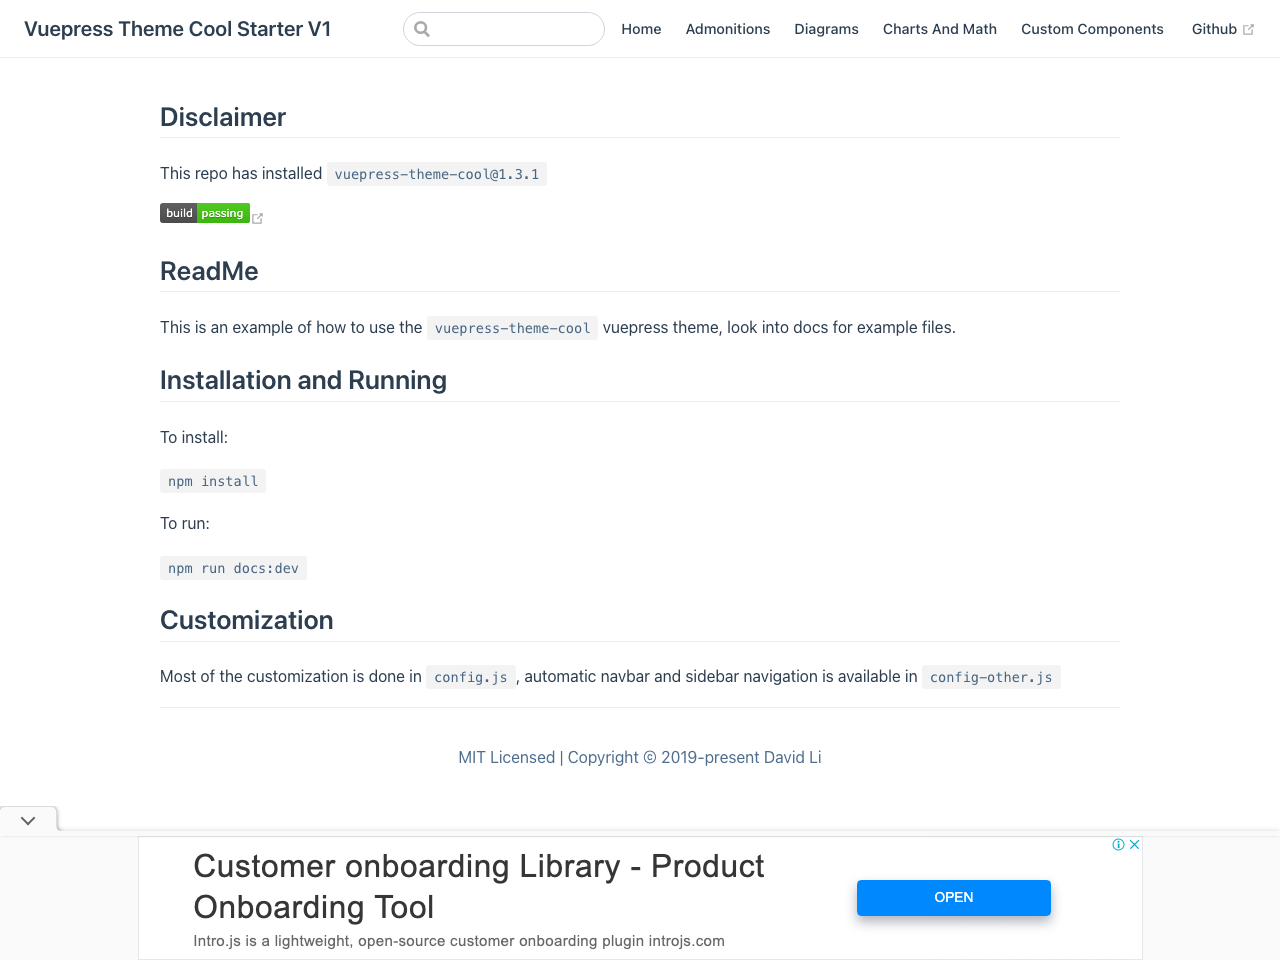 Vuepress Theme Cool Starter V1
Home Admonitions Diagrams Charts And Math Custom Components Github
Disclaimer
This repo has installed vuepress-theme-cool@1.3.1
build passing
ReadMe
This is an example of how to use the vuepress-theme-cool vuepress theme, look into docs for example files.
Installation and Running
To install:
npm install
To run:
npm run docs:dev
Customization
Most of the customization is done in config.js, automatic navbar and sidebar navigation is available in config-other.js
MIT Licensed | Copyright © 2019-present David Li
Customer onboarding Library - Product
Onboarding Tool
OPEN
Intro.js is a lightweight, open-source customer onboarding plugin introjs.com